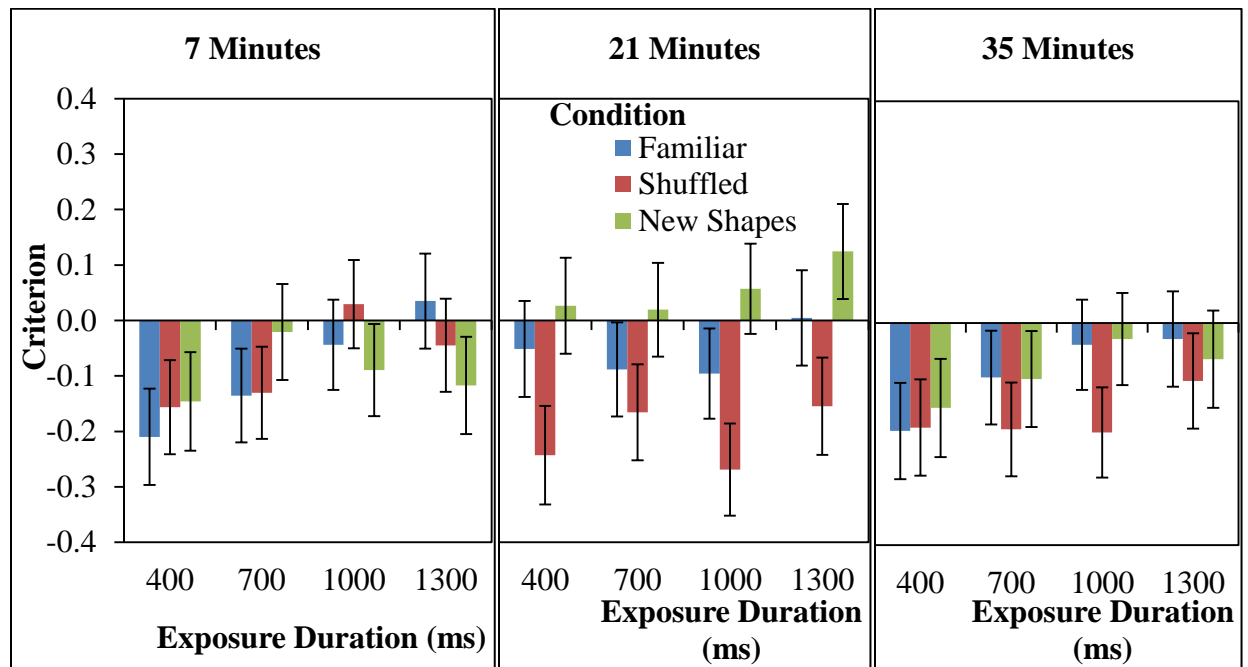 7 Minutes
21 Minutes
35 Minutes
Criterion
0.4
0.3
0.2
0.1
0.0
-0.1
-0.2
-0.3
-0.4
Condition
Familiar
Shuffled
New Shapes
400 700 1000 1300
400 700 1000 1300
400 700 1000 1300
Exposure Duration (ms)
Exposure Duration
(ms)
Exposure Duration
(ms)